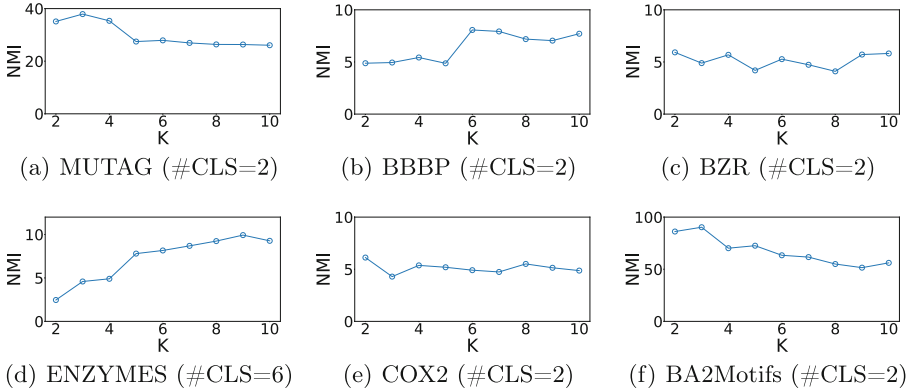 40
20
0
NMI
2 4 6 8 10
K
(a) MUTAG (#CLS=2)
10
5
0
NMI
2 4 6 8 10
K
(b) BBBP (#CLS=2)
10
5
0
NMI
2 4 6 8 10
K
(c) BZR (#CLS=2)
10
5
0
NMI
2 4 6 8 10
K
(d) ENZYMES (#CLS=6)
10
5
0
NMI
2 4 6 8 10
K
(e) COX2 (#CLS=2)
100
50
0
NMI
2 4 6 8 10
K
(f) BA2Motifs (#CLS=2)